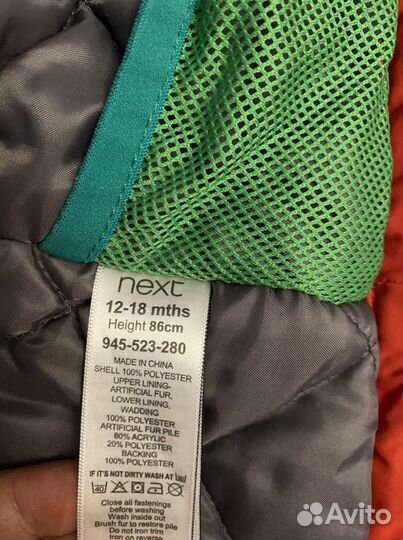 next
12-18 mths
Height 86cm
945-523-280
MADE IN CHINA
SHELL 100% POLYESTER
UPPER LINING-
ARTIFICIAL FUR,
LOWER LINING,
WADDING
100% POLYESTER
ARTIFICIAL FUR PILE
80% ACRYLIC
20% POLYESTER
BACKING
100% POLYESTER
IF IT'S NOT DIRTY WASH AT 30
40
Close all fastenings
before washing
Wash inside out
Brush fur to restore pile
Do not iron trim
Avito